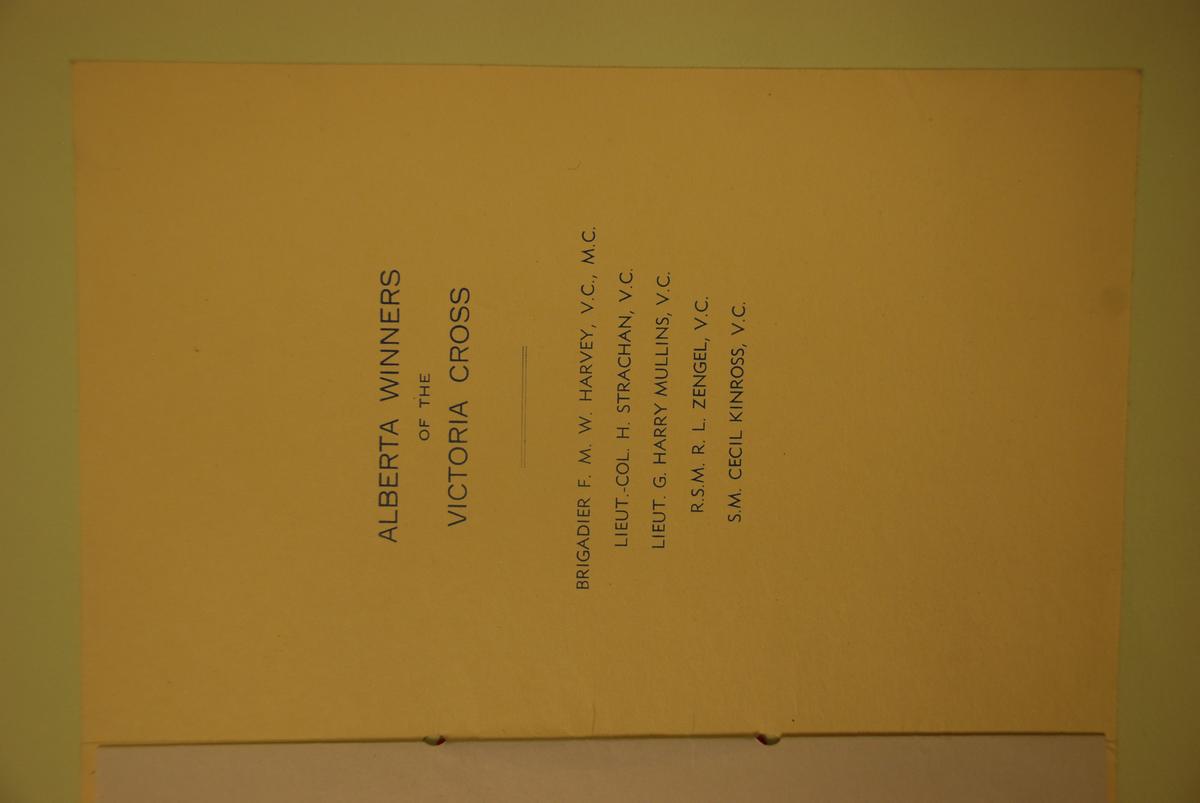 ALBERTA WINNERS
OF THE
VICTORIA CROSS
BRIGADIER F. M. W. HARVEY, V.C., M.C.
LIEUT.-COL. H. STRACHAN, V.C.
LIEUT. G. HARRY MULLINS, V.C.
R.S.M. R. L. ZENGEL, V.C.
S.M. CECIL KINROSS, V.C.